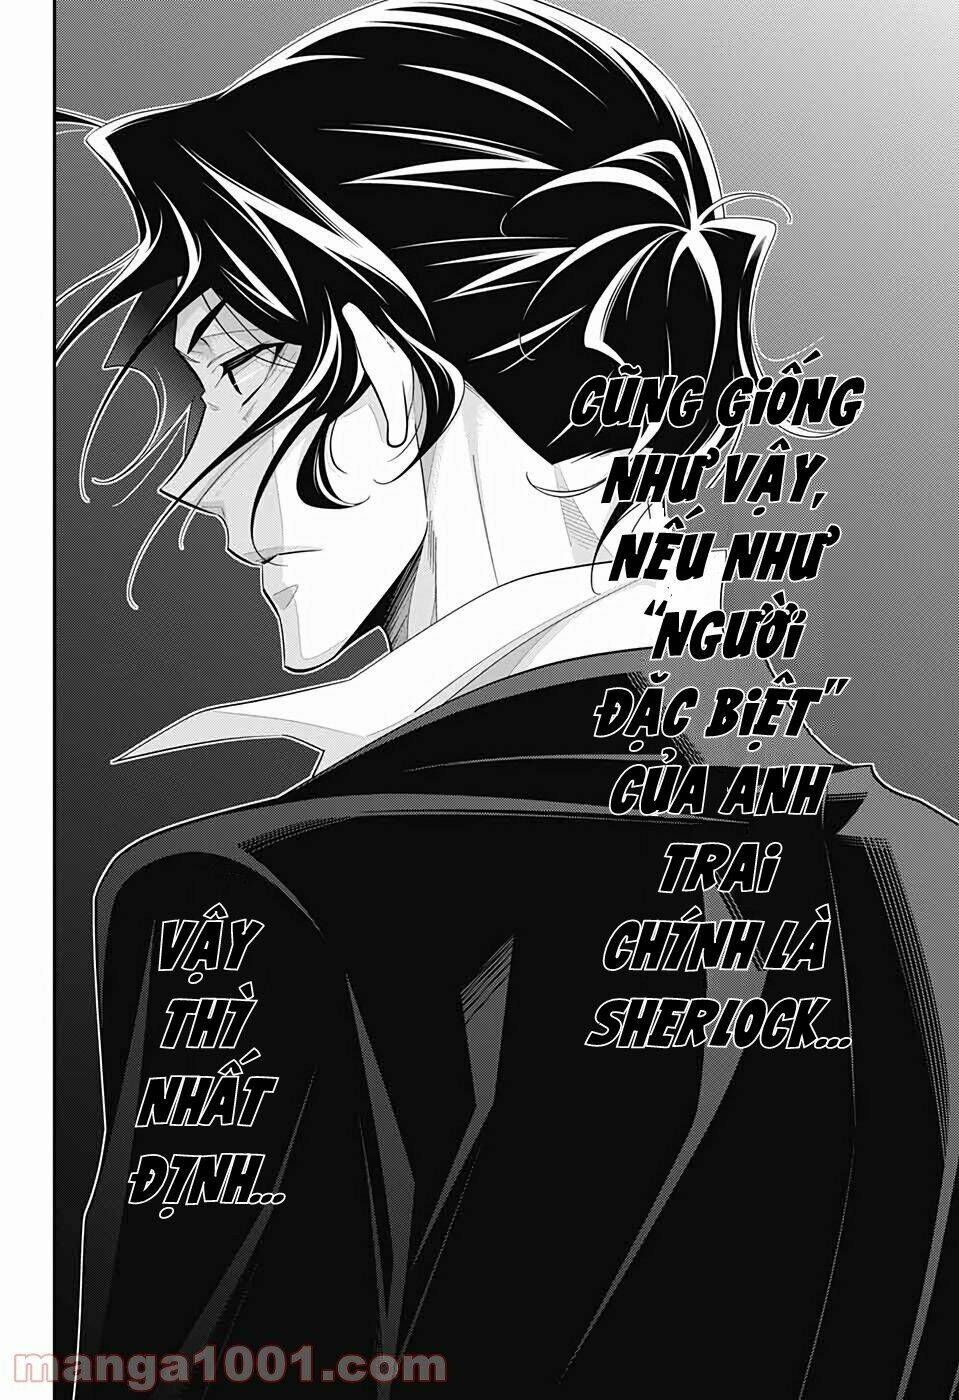 CŨNG GIỐNG
NHƯ VẬY,
NẾU NHƯ
"NGƯỜI
ĐẶC BIỆT"
CỦA ANH
TRAI
CHÍNH LÀ
SHERLOCK...
VẬY
THÌ
NHẤT
ĐỊNH...
manga1001.com